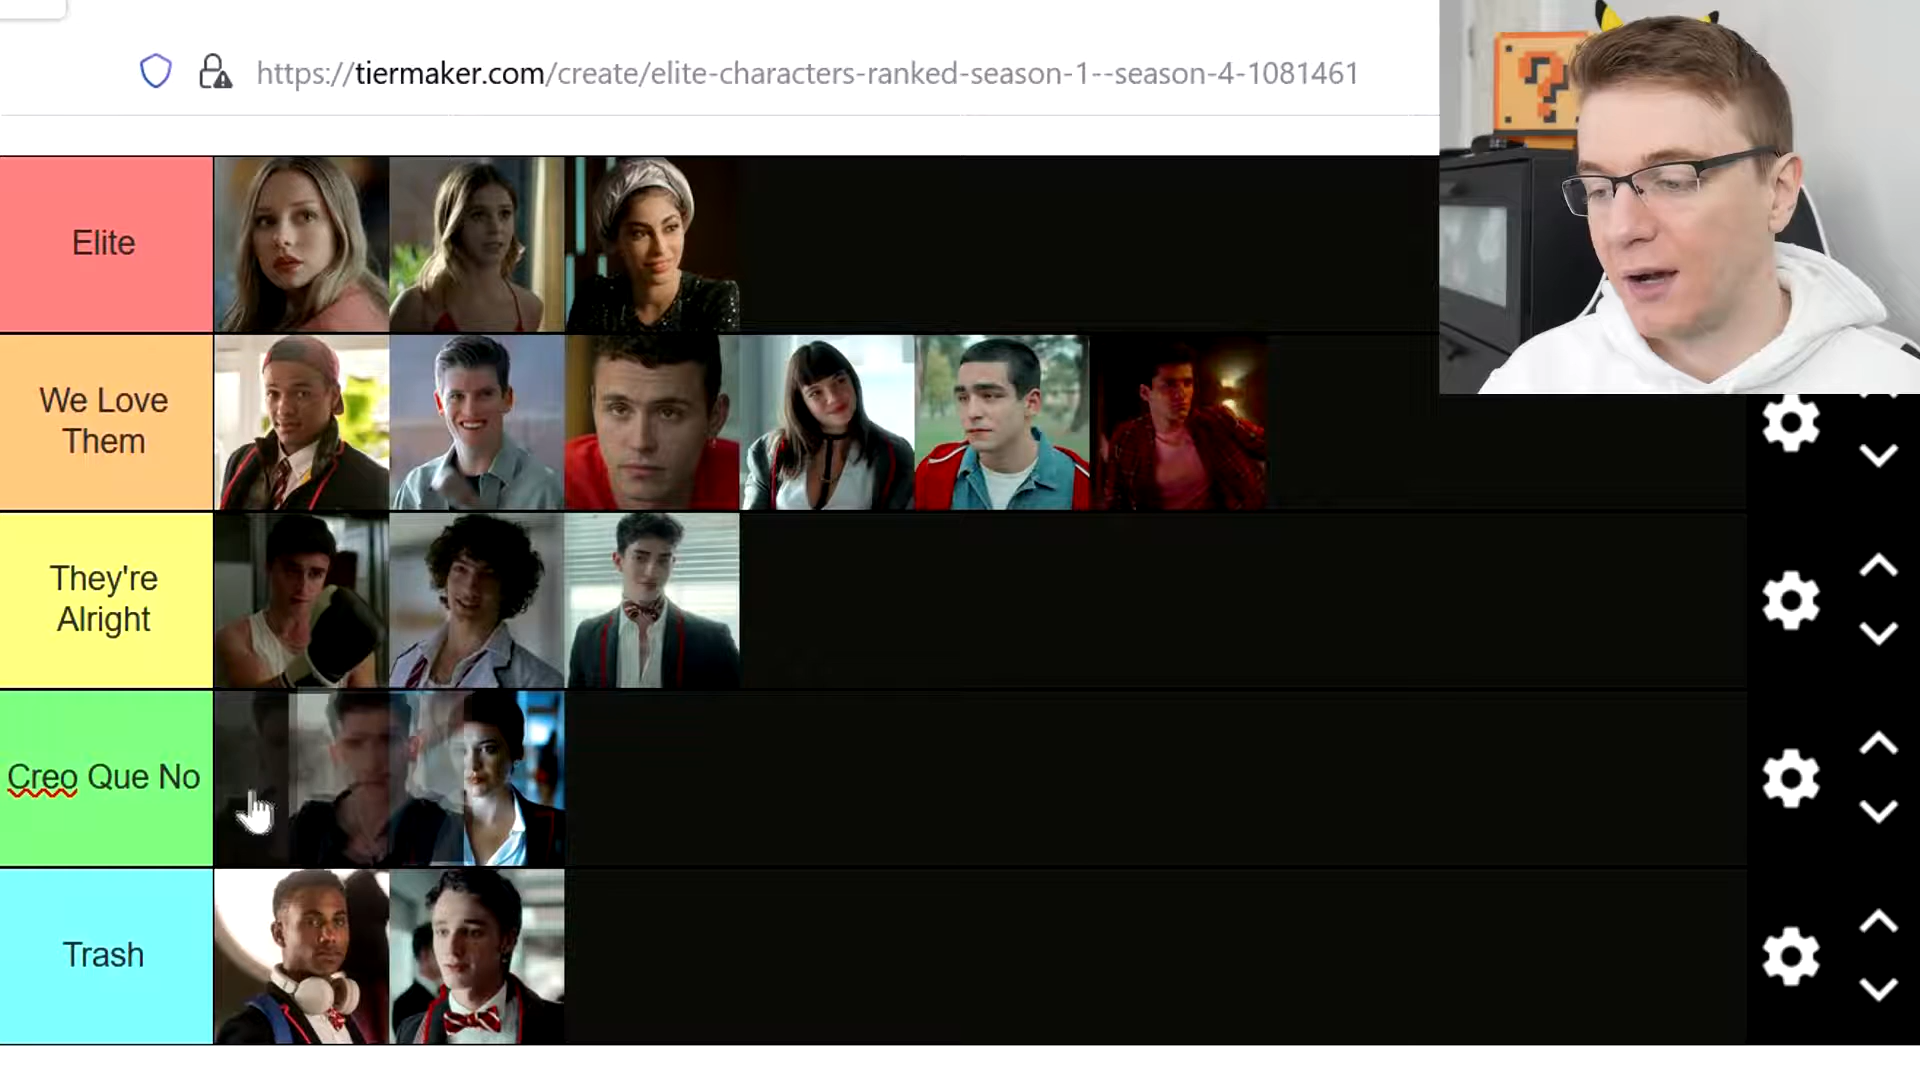 https://tiermaker.com/create/elite-characters-ranked-season-1--season-4-1081461
Elite
We Love
Them
They're
Alright
Creo Que No
Trash
?